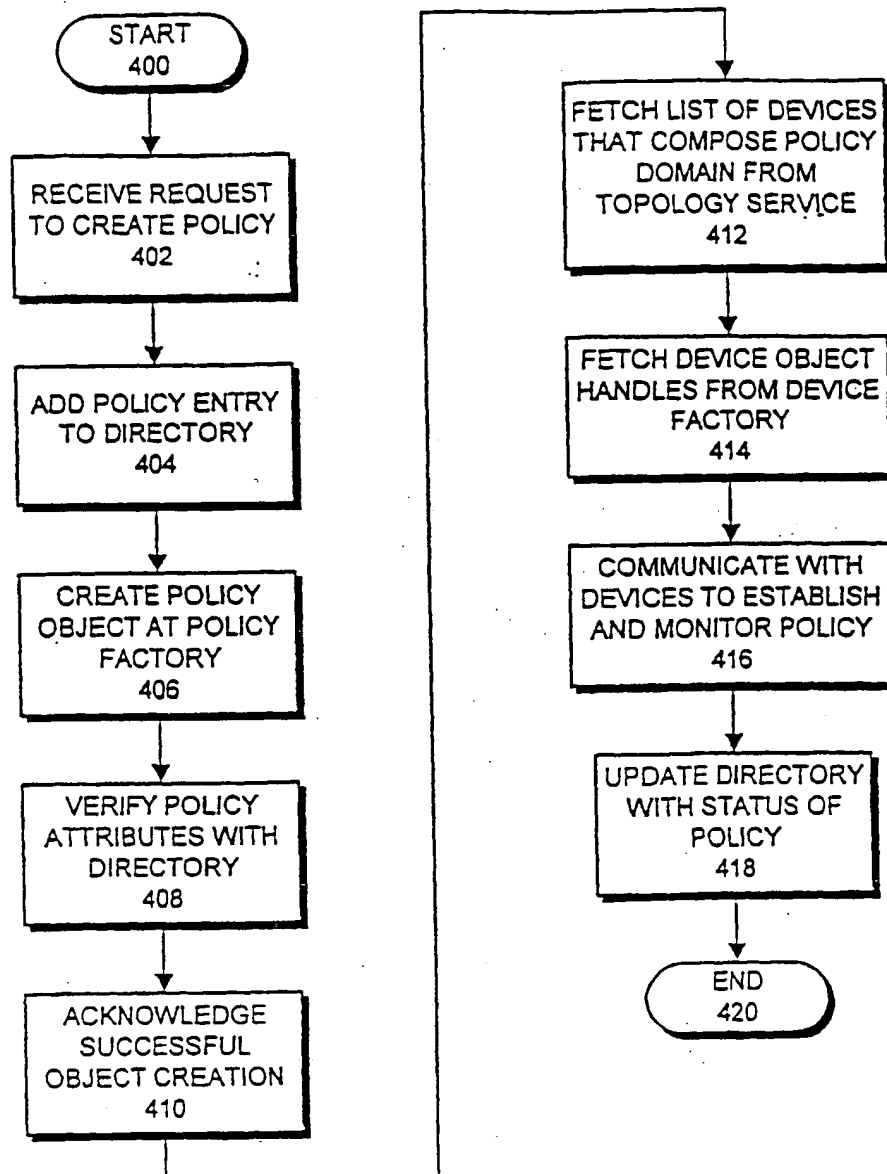 START
400
RECEIVE REQUEST
TO CREATE POLICY
402
ADD POLICY ENTRY
TO DIRECTORY
404
CREATE POLICY
OBJECT AT POLICY
FACTORY
406
VERIFY POLICY
ATTRIBUTES WITH
DIRECTORY
408
ACKNOWLEDGE
SUCCESSFUL
OBJECT CREATION
410
FETCH LIST OF DEVICES
THAT COMPOSE POLICY
DOMAIN FROM
TOPOLOGY SERVICE
412
FETCH DEVICE OBJECT
HANDLES FROM DEVICE
FACTORY
414
COMMUNICATE WITH
DEVICES TO ESTABLISH
AND MONITOR POLICY
416
UPDATE DIRECTORY
WITH STATUS OF
POLICY
418
END
420